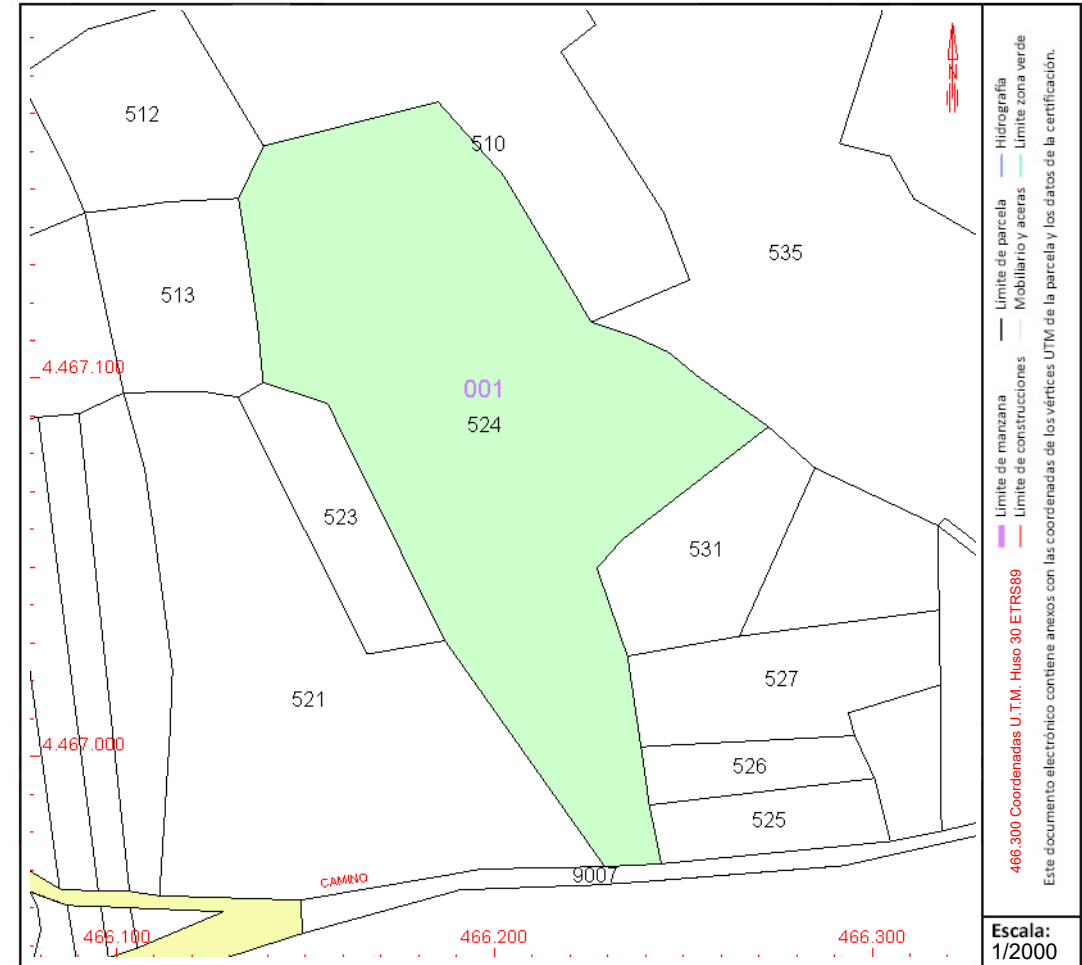 512
510
535
513
4.467.100
001
524
523
531
521
527
4.467.000
526
525
CAMINO
9007
466.100
466.200
466.300
N
Límite de manzana
Límite de parcela
Hidrografía
466.300 Coordenadas U.T.M. Huso 30 ETRS89
Límite de construcciones
Mobiliario y aceras
Límite zona verde
Este documento electrónico contiene anexos con las coordenadas de los vértices UTM de la parcela y los datos de la certificación.
Escala:
1/2000